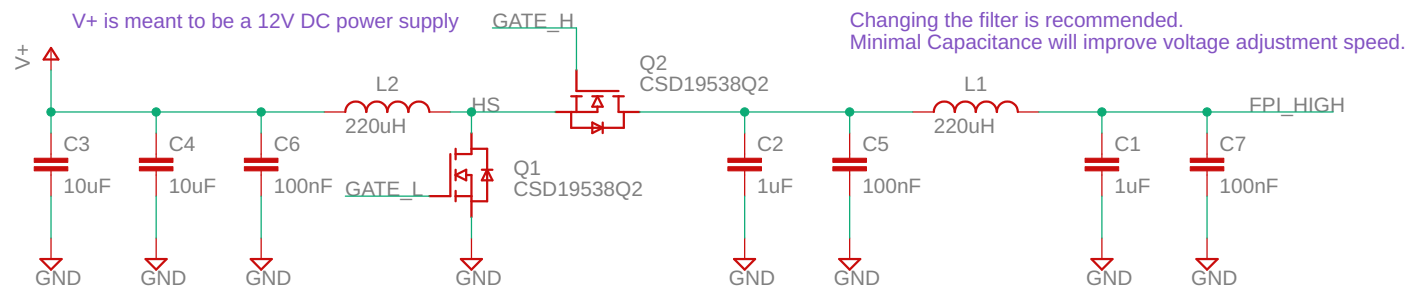 V+ is meant to be a 12V DC power supply
GATE_H
Changing the filter is recommended.
Minimal Capacitance will improve voltage adjustment speed.
V+
Q2
CSD19538Q2
L2
220uH
HS
L1
220uH
FPI_HIGH
C3
10uF
C4
10uF
C6
100nF
GATE_L
Q1
CSD19538Q2
C2
1uF
C5
100nF
C1
1uF
C7
100nF
GND
GND
GND
GND
GND
GND
GND
GND